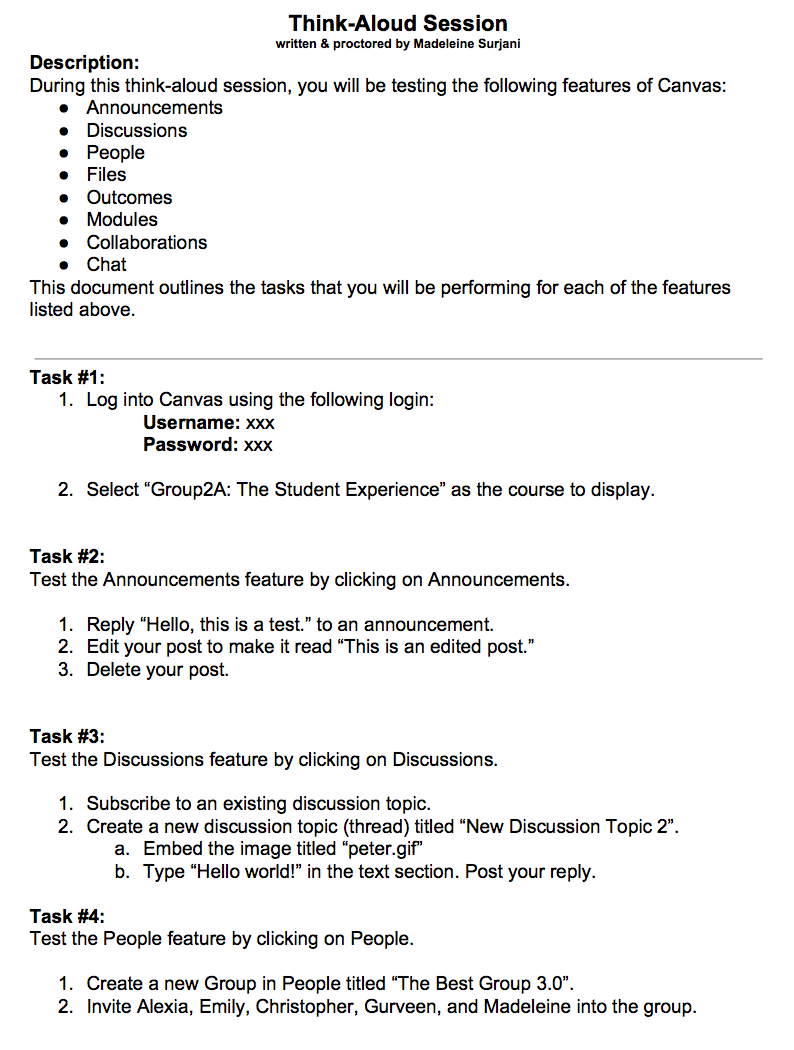 Think-Aloud Session
written & proctored by Madeleine Surjani
Description:
During this think-aloud session, you will be testing the following features of Canvas:
● Announcements
● Discussions
● People
● Files
● Outcomes
● Modules
● Collaborations
● Chat
This document outlines the tasks that you will be performing for each of the features
listed above.
Task #1:
1. Log into Canvas using the following login:
Username: xxx
Password: xxx
2. Select “Group2A: The Student Experience” as the course to display.
Task #2:
Test the Announcements feature by clicking on Announcements.
1. Reply “Hello, this is a test.” to an announcement.
2. Edit your post to make it read “This is an edited post.”
3. Delete your post.
Task #3:
Test the Discussions feature by clicking on Discussions.
1. Subscribe to an existing discussion topic.
2. Create a new discussion topic (thread) titled “New Discussion Topic 2”.
a. Embed the image titled “peter.gif”
b. Type “Hello world!” in the text section. Post your reply.
Task #4:
Test the People feature by clicking on People.
1. Create a new Group in People titled “The Best Group 3.0”.
2. Invite Alexia, Emily, Christopher, Gurveen, and Madeleine into the group.